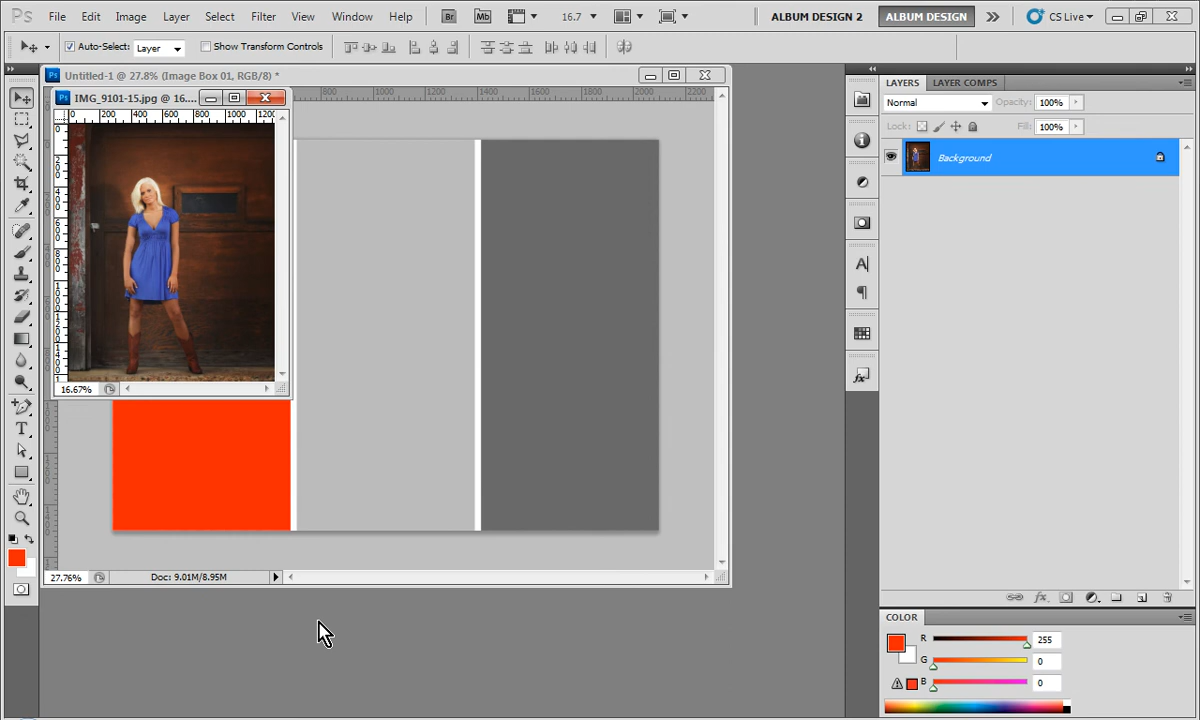 Ps File Edit Image Layer Select Filter View Window Help Br Mb 16.7 ALBUM DESIGN 2 ALBUM DESIGN CS Live
Auto-Select: Layer Show Transform Controls
Ps Untitled-1 @ 27.8% (Image Box 01, RGB/8) *
Ps IMG_9101-15.jpg @ 16....
800 1000 1200 1400 1600 1800 2000 2200
0 200 400 600 800 1000 1200
16.67%
27.76% Doc: 9.01M/8.95M
LAYERS LAYER COMPS
Normal Opacity: 100%
Lock: Fill: 100%
Background
COLOR
R 255
G 0
B 0